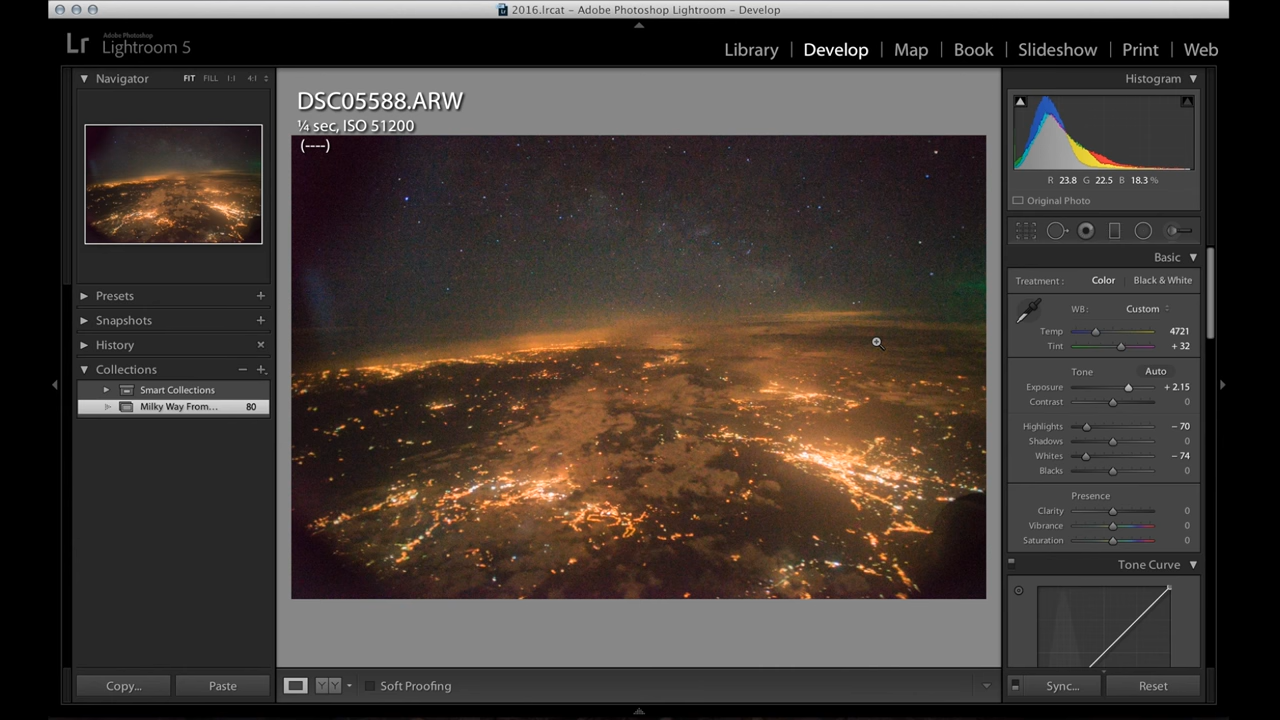 2016.lrcat - Adobe Photoshop Lightroom - Develop
Lr
Adobe Photoshop
Lightroom 5
Library | Develop | Map | Book | Slideshow | Print | Web
Navigator FIT FILL 1:1 4:1
Presets
Snapshots
History
Collections
Smart Collections
Milky Way From... 80
Copy... Paste
DSC05588.ARW
¼ sec, ISO 51200
(----)
YY Soft Proofing
Histogram
R 23.8 G 22.5 B 18.3 %
Original Photo
Basic
Treatment : Color | Black & White
WB: Custom
Temp 4721
Tint + 32
Tone Auto
Exposure + 2.15
Contrast 0
Highlights − 70
Shadows 0
Whites − 74
Blacks 0
Presence
Clarity 0
Vibrance 0
Saturation 0
Tone Curve
Sync... Reset